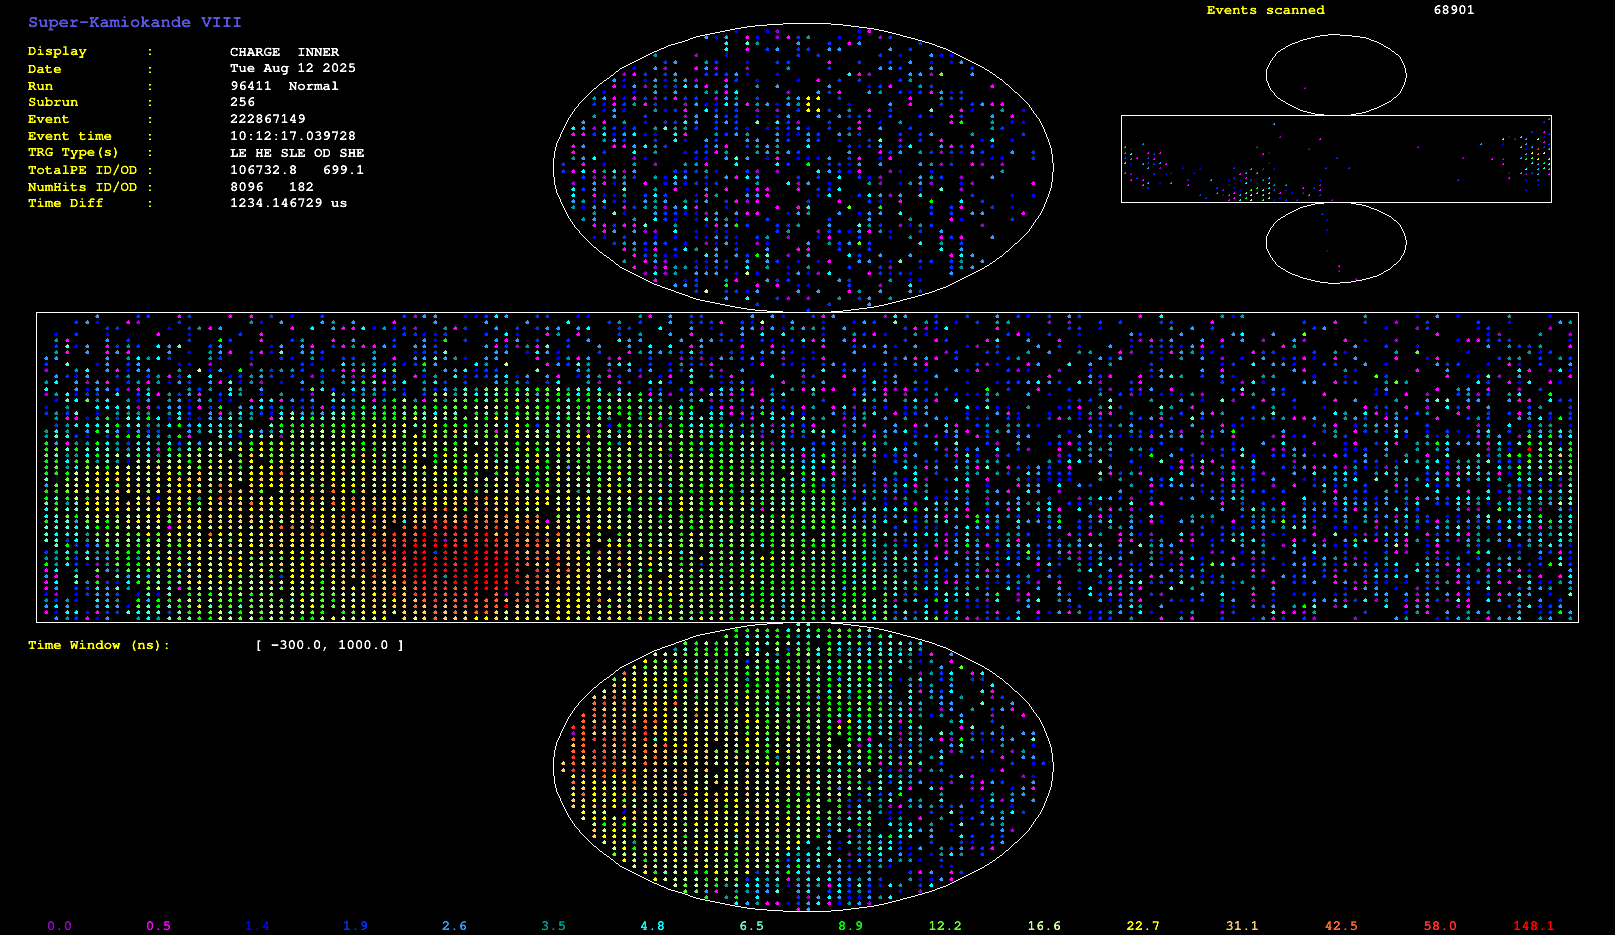 Super-Kamiokande VIII
Events scanned 68901
Display : CHARGE INNER
Date : Tue Aug 12 2025
Run : 96411 Normal
Subrun : 256
Event : 222867149
Event time : 10:12:17.039728
TRG Type(s) : LE HE SLE OD SHE
TotalPE ID/OD : 106732.8 699.1
NumHits ID/OD : 8096 182
Time Diff : 1234.146729 us
Time Window (ns): [ -300.0, 1000.0 ]
0.0 0.5 1.4 1.9 2.6 3.5 4.8 6.5 8.9 12.2 16.6 22.7 31.1 42.5 58.0 148.1